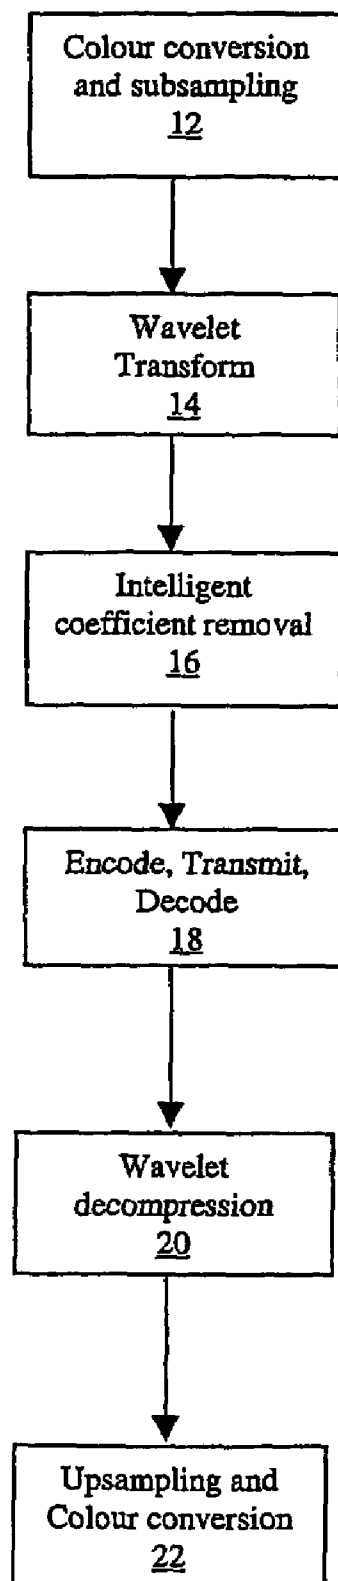 Colour conversion
and subsampling
12
Wavelet
Transform
14
Intelligent
coefficient removal
16
Encode, Transmit,
Decode
18
Wavelet
decompression
20
Upsampling and
Colour conversion
22